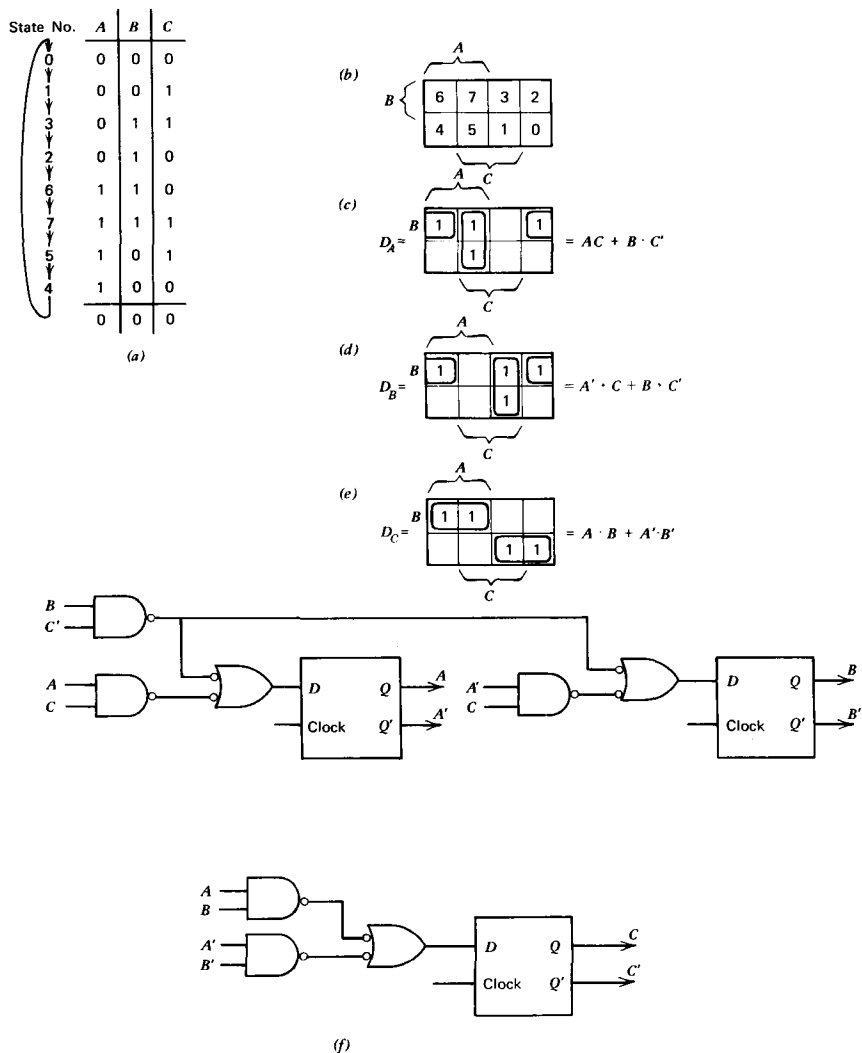 State No. A B C
0 0 0 0
1 0 0 1
3 0 1 1
2 0 1 0
6 1 1 0
7 1 1 1
5 1 0 1
4 1 0 0
0 0 0
(a)
(b)
A
B
6 7 3 2
4 5 1 0
C
(c)
A
B 1 1 1
D_A = = AC + B · C'
1
C
(d)
A
B 1 1 1
D_B = = A' · C + B · C'
1
C
(e)
A
B 1 1
D_C = = A · B + A'·B'
1 1
C
B
C'
A
C
D Q A
Clock Q' A'
A'
C
D Q B
Clock Q' B'
A
B
A'
B'
D Q C
Clock Q' C'
(f)